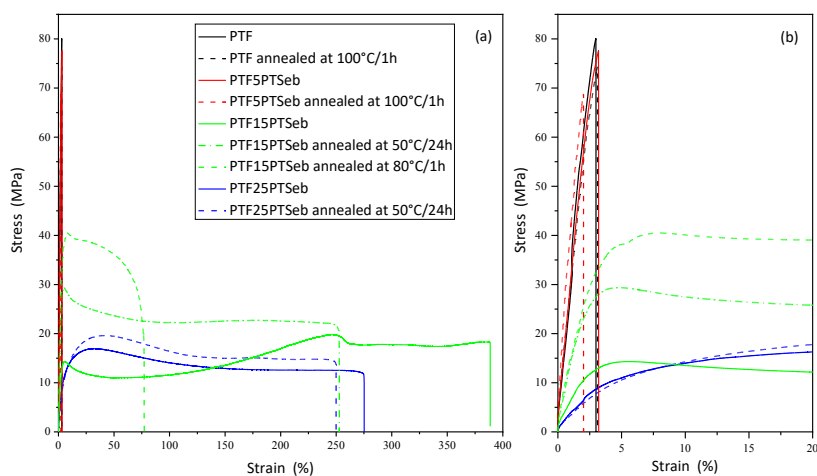 (a)
(b)
PTF
PTF annealed at 100°C/1h
PTF5PTSeb
PTF5PTSeb annealed at 100°C/1h
PTF15PTSeb
PTF15PTSeb annealed at 50°C/24h
PTF15PTSeb annealed at 80°C/1h
PTF25PTSeb
PTF25PTSeb annealed at 50°C/24h
Stress (MPa)
80
70
60
50
40
30
20
10
0
0 50 100 150 200 250 300 350 400
Strain (%)
Stress (MPa)
80
70
60
50
40
30
20
10
0
0 5 10 15 20
Strain (%)